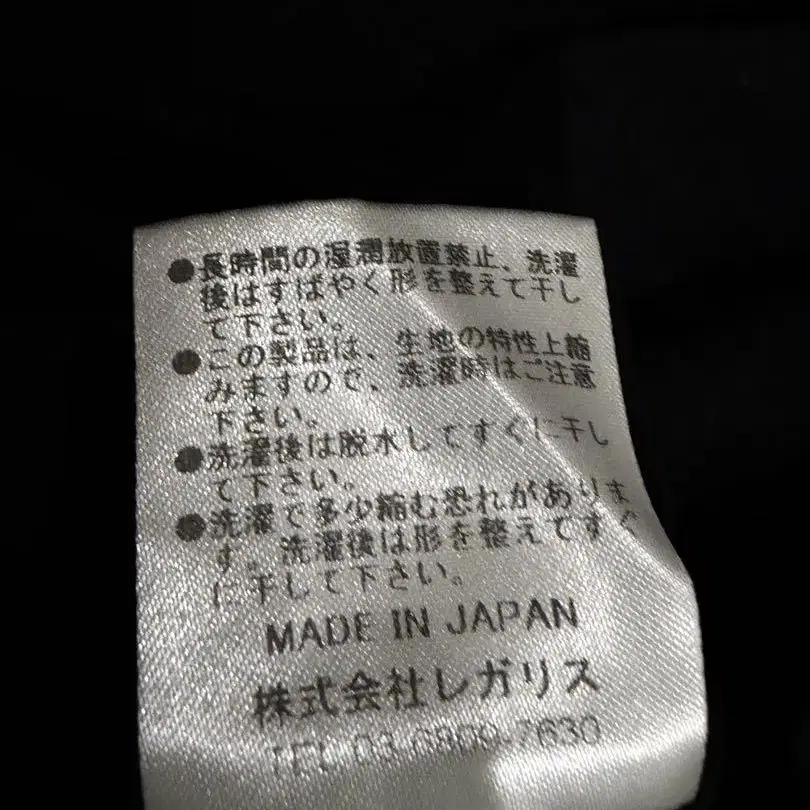 ●長時間の湿潤放置禁止、洗濯
後はすばやく形を整えて干し
て下さい。
●この製品は、生地の特性上縮
みますので、洗濯時はご注意
下さい。
●洗濯後は脱水してすぐに干し
て下さい。
●洗濯で多少縮む恐れがありま
す。洗濯後は形を整えてすぐ
に干して下さい。
MADE IN JAPAN
株式会社レガリス
TEL 03-6809-7630